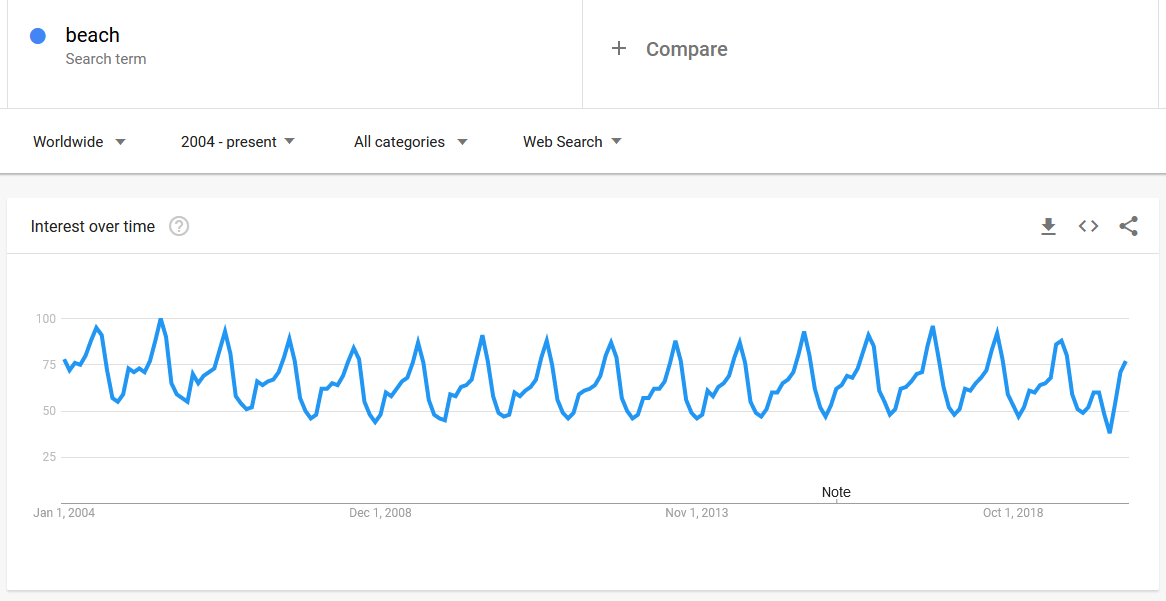 beach
Search term
+ Compare
Worldwide
2004 - present
All categories
Web Search
Interest over time
?
100
75
50
25
Note
Jan 1, 2004
Dec 1, 2008
Nov 1, 2013
Oct 1, 2018